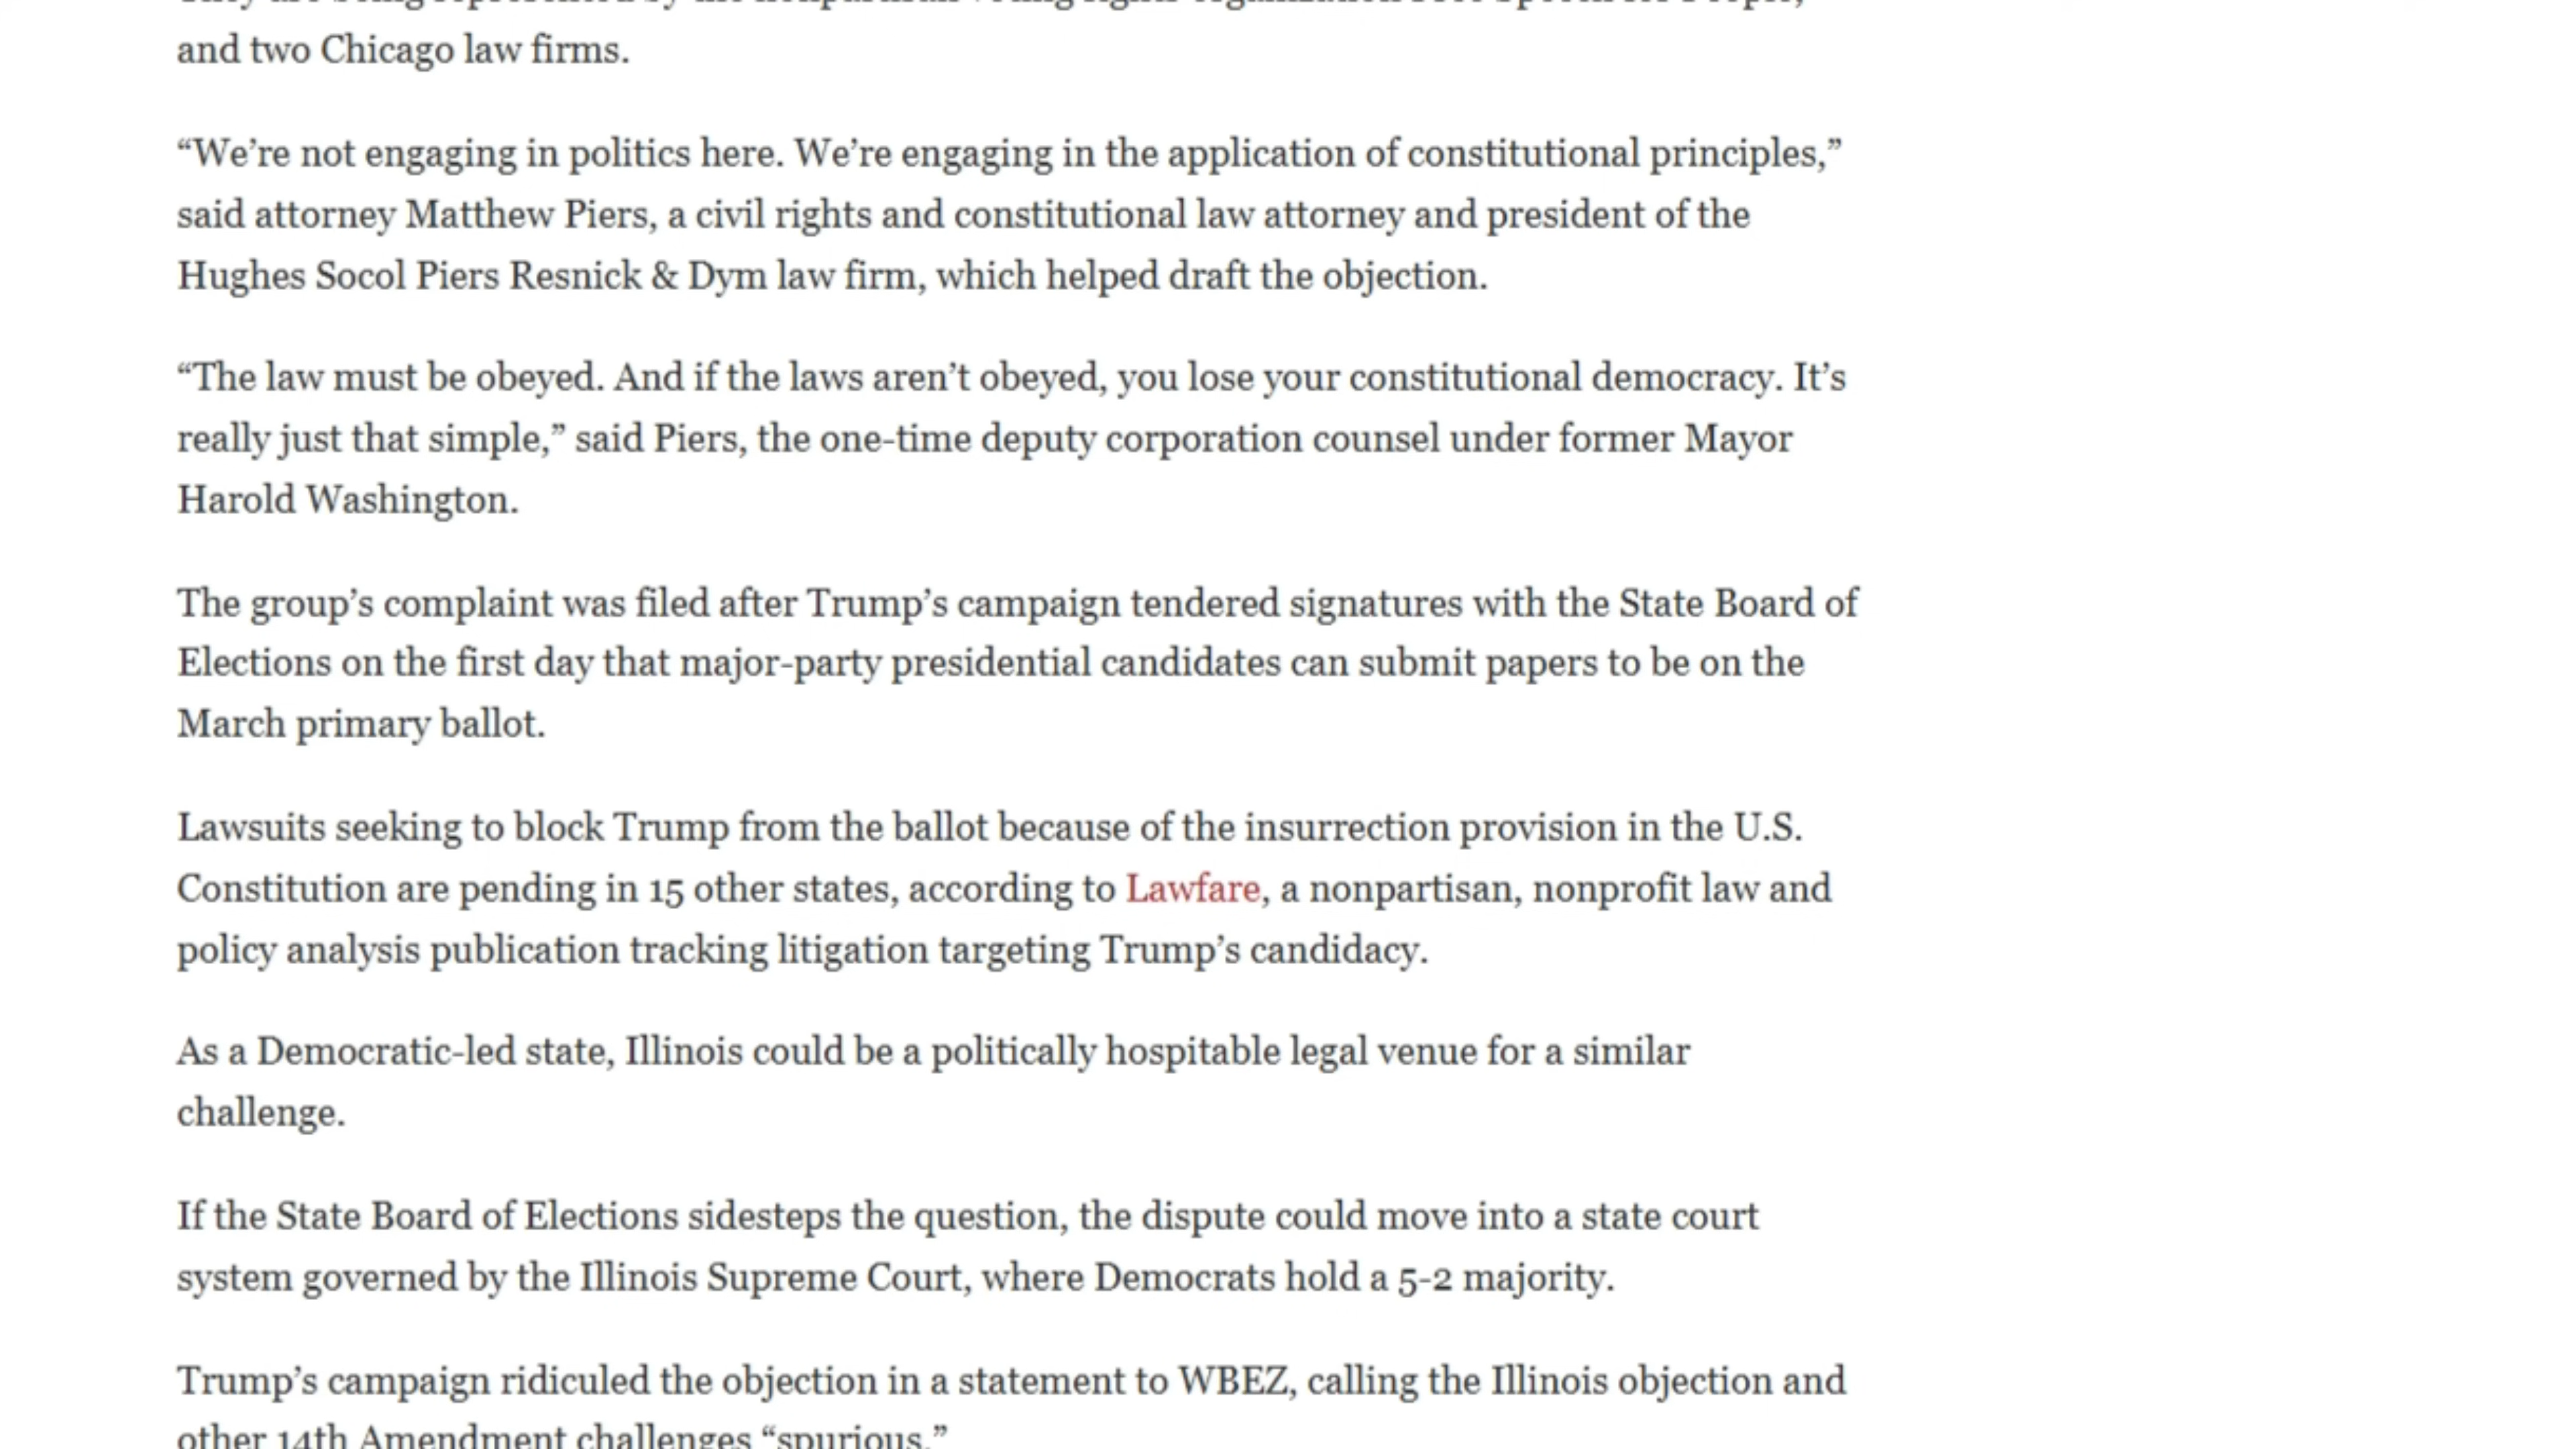 and two Chicago law firms.
“We’re not engaging in politics here. We’re engaging in the application of constitutional principles,”
said attorney Matthew Piers, a civil rights and constitutional law attorney and president of the
Hughes Socol Piers Resnick & Dym law firm, which helped draft the objection.
“The law must be obeyed. And if the laws aren’t obeyed, you lose your constitutional democracy. It’s
really just that simple,” said Piers, the one-time deputy corporation counsel under former Mayor
Harold Washington.
The group’s complaint was filed after Trump’s campaign tendered signatures with the State Board of
Elections on the first day that major-party presidential candidates can submit papers to be on the
March primary ballot.
Lawsuits seeking to block Trump from the ballot because of the insurrection provision in the U.S.
Constitution are pending in 15 other states, according to Lawfare, a nonpartisan, nonprofit law and
policy analysis publication tracking litigation targeting Trump’s candidacy.
As a Democratic-led state, Illinois could be a politically hospitable legal venue for a similar
challenge.
If the State Board of Elections sidesteps the question, the dispute could move into a state court
system governed by the Illinois Supreme Court, where Democrats hold a 5-2 majority.
Trump’s campaign ridiculed the objection in a statement to WBEZ, calling the Illinois objection and
other 14th Amendment challenges “spurious.”